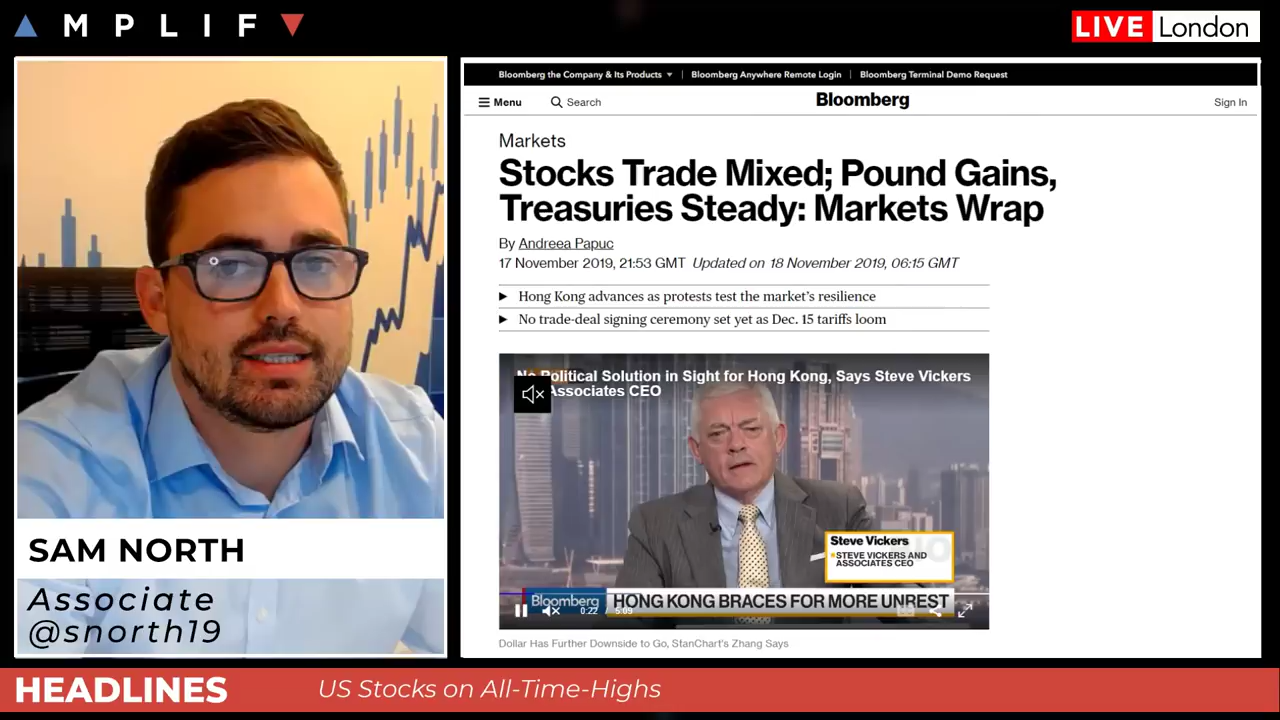 MPLIF
LIVE London
Bloomberg the Company & Its Products
Bloomberg Anywhere Remote Login
Bloomberg Terminal Demo Request
Menu
Search
Bloomberg
Sign In
Markets
Stocks Trade Mixed; Pound Gains,
Treasuries Steady: Markets Wrap
By Andreea Papuc
17 November 2019, 21:53 GMT Updated on 18 November 2019, 06:15 GMT
Hong Kong advances as protests test the market's resilience
No trade-deal signing ceremony set yet as Dec. 15 tariffs loom
No Political Solution in Sight for Hong Kong, Says Steve Vickers
Associates CEO
Steve Vickers
STEVE VICKERS AND
ASSOCIATES CEO
Bloomberg
HONG KONG BRACES FOR MORE UNREST
0:22 / 5:09
Dollar Has Further Downside to Go, StanChart's Zhang Says
SAM NORTH
Associate
@snorth19
HEADLINES
US Stocks on All-Time-Highs